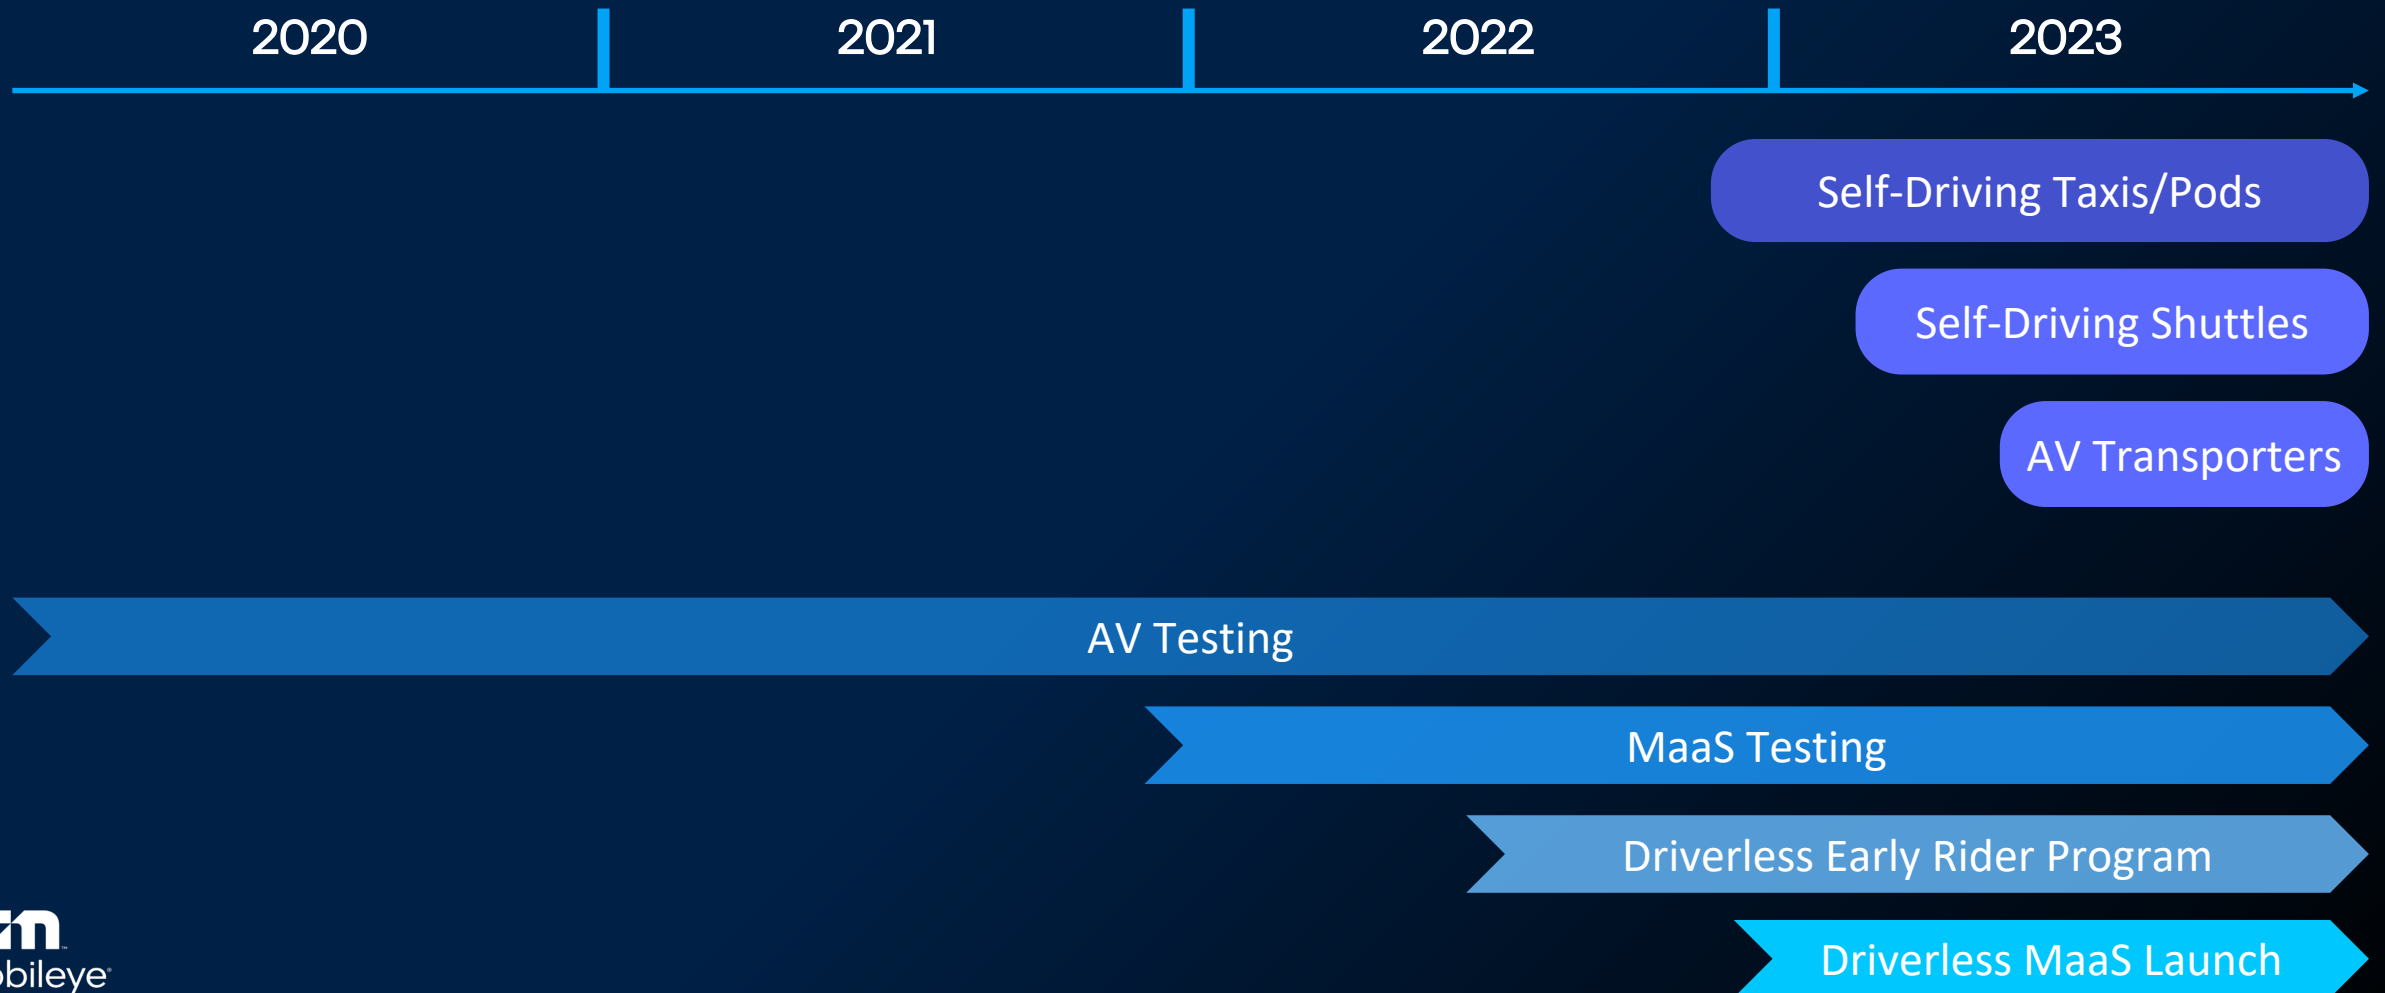 2020 2021 2022 2023
Self-Driving Taxis/Pods
Self-Driving Shuttles
AV Transporters
AV Testing
MaaS Testing
Driverless Early Rider Program
Driverless MaaS Launch
obileye